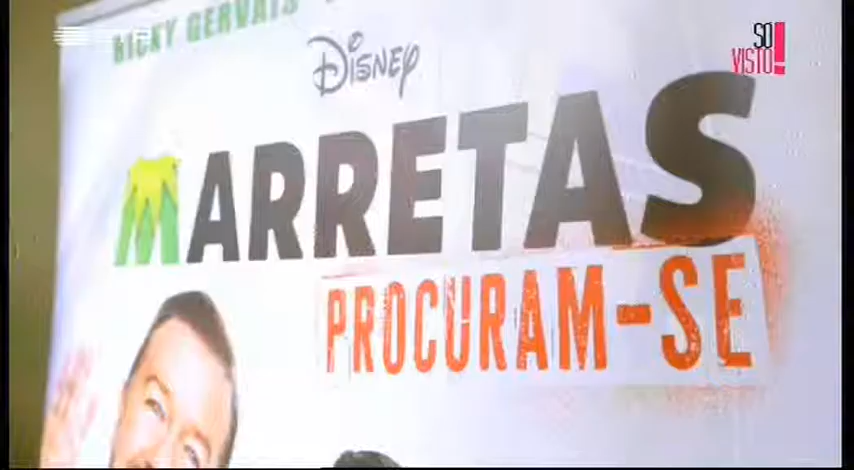 RICKY GERVAIS
SÓ
VISTO!
DISNEY
MARRETAS
PROCURAM-SE